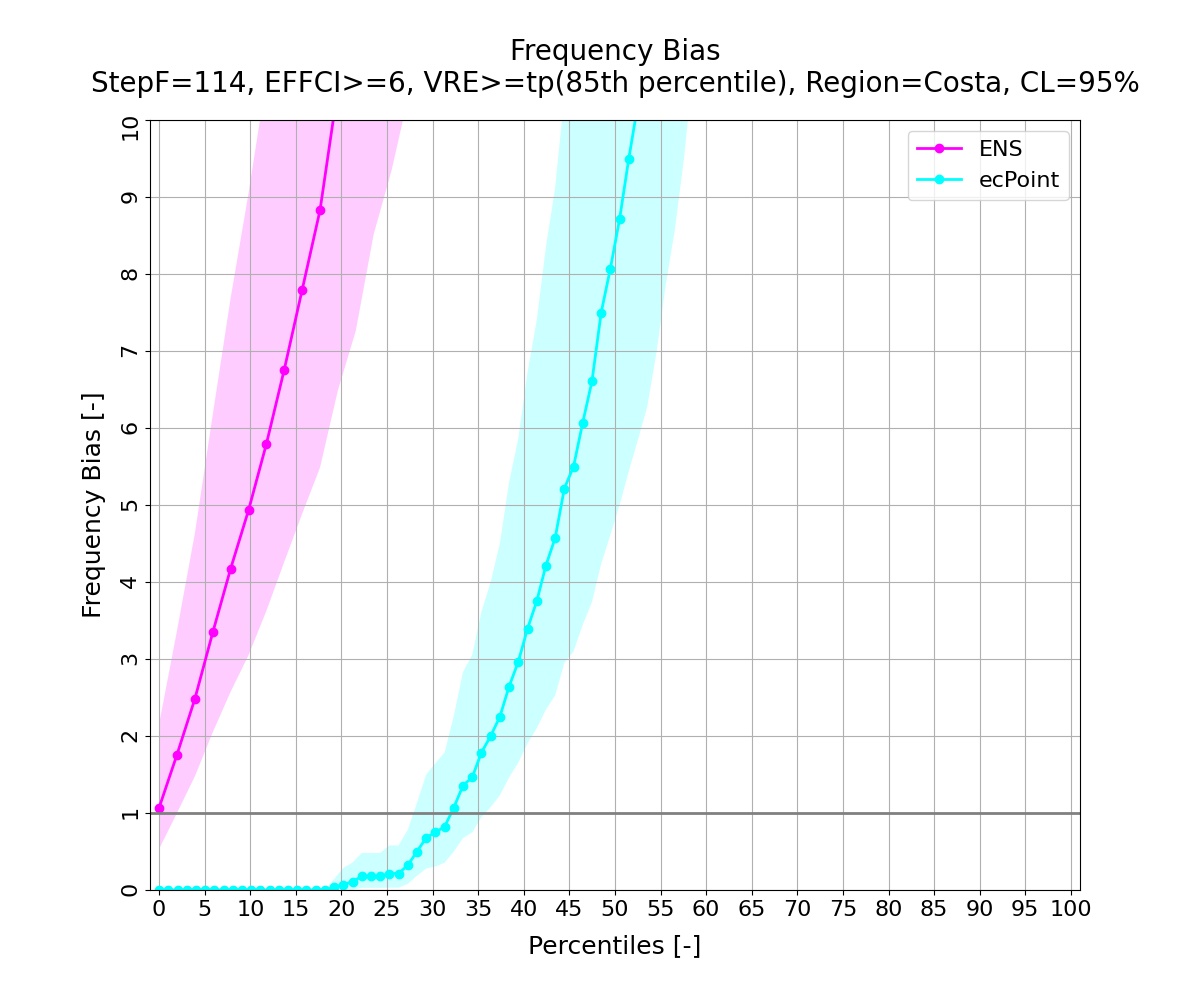 Frequency Bias
StepF=114, EFFCI>=6, VRE>=tp(85th percentile), Region=Costa, CL=95%
10
9
8
7
6
5
4
3
2
1
0
Frequency Bias [-]
ENS
ecPoint
0 5 10 15 20 25 30 35 40 45 50 55 60 65 70 75 80 85 90 95 100
Percentiles [-]